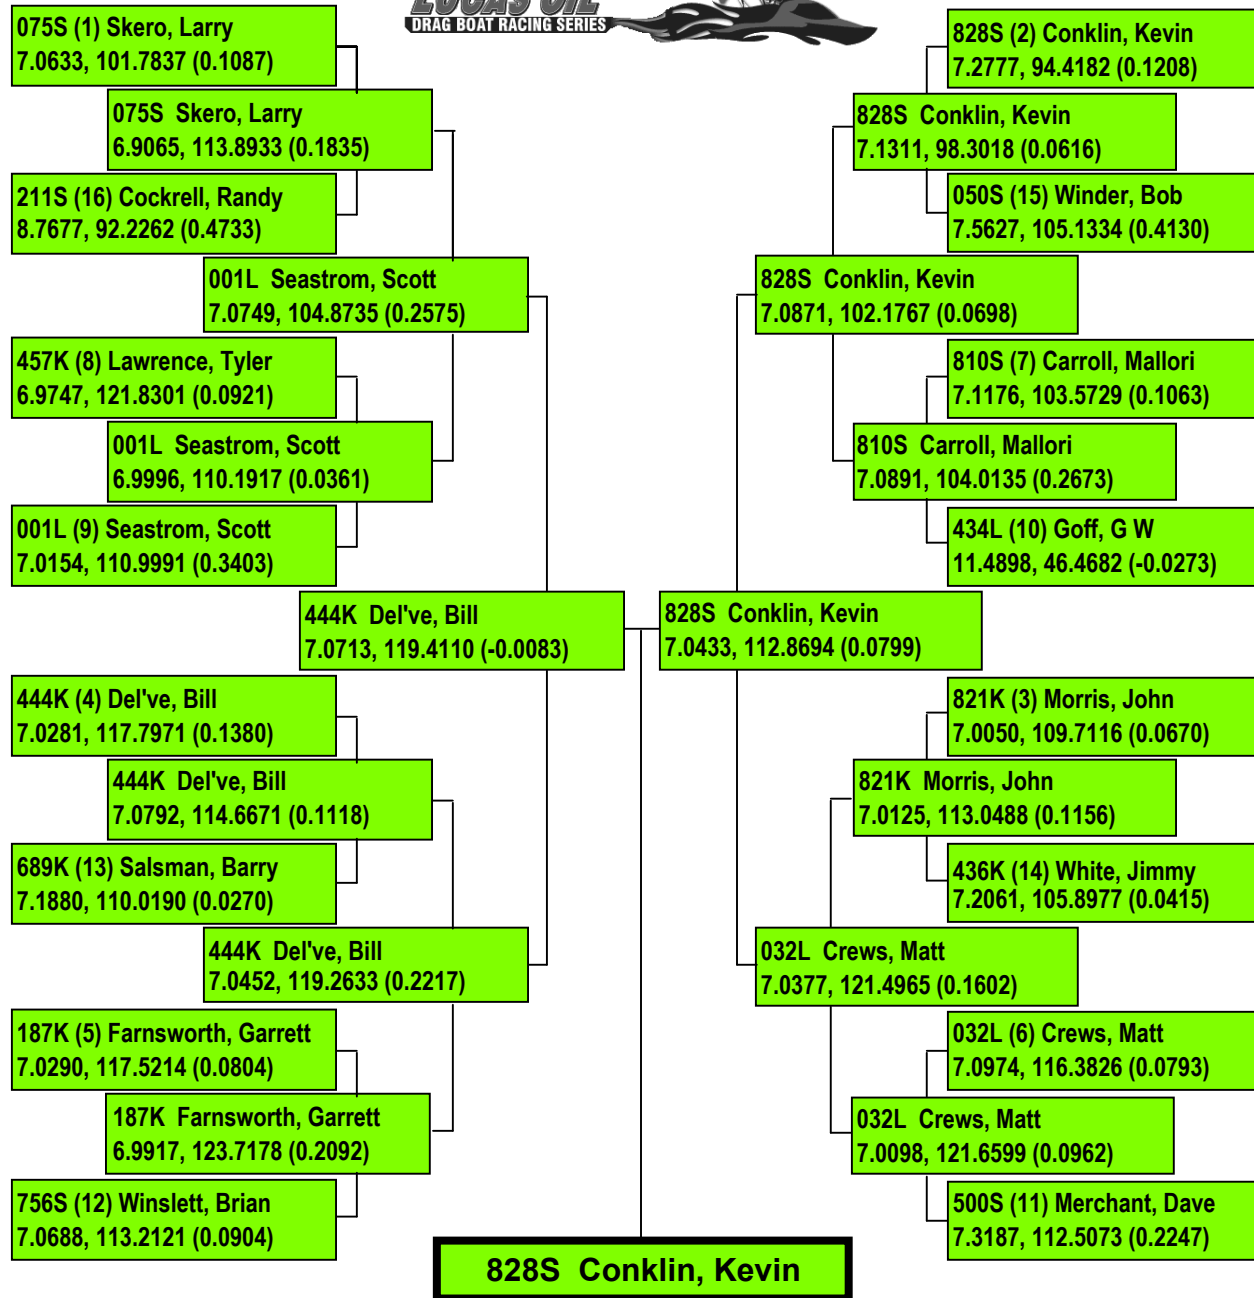 LUCAS OIL
DRAG BOAT RACING SERIES
075S (1) Skero, Larry
7.0633, 101.7837 (0.1087)
075S  Skero, Larry
6.9065, 113.8933 (0.1835)
211S (16) Cockrell, Randy
8.7677, 92.2262 (0.4733)
001L  Seastrom, Scott
7.0749, 104.8735 (0.2575)
457K (8) Lawrence, Tyler
6.9747, 121.8301 (0.0921)
001L  Seastrom, Scott
6.9996, 110.1917 (0.0361)
001L (9) Seastrom, Scott
7.0154, 110.9991 (0.3403)
444K  Del've, Bill
7.0713, 119.4110 (-0.0083)
444K (4) Del've, Bill
7.0281, 117.7971 (0.1380)
444K  Del've, Bill
7.0792, 114.6671 (0.1118)
689K (13) Salsman, Barry
7.1880, 110.0190 (0.0270)
444K  Del've, Bill
7.0452, 119.2633 (0.2217)
187K (5) Farnsworth, Garrett
7.0290, 117.5214 (0.0804)
187K  Farnsworth, Garrett
6.9917, 123.7178 (0.2092)
756S (12) Winslett, Brian
7.0688, 113.2121 (0.0904)
828S (2) Conklin, Kevin
7.2777, 94.4182 (0.1208)
828S  Conklin, Kevin
7.1311, 98.3018 (0.0616)
050S (15) Winder, Bob
7.5627, 105.1334 (0.4130)
828S  Conklin, Kevin
7.0871, 102.1767 (0.0698)
810S (7) Carroll, Mallori
7.1176, 103.5729 (0.1063)
810S  Carroll, Mallori
7.0891, 104.0135 (0.2673)
434L (10) Goff, G W
11.4898, 46.4682 (-0.0273)
828S  Conklin, Kevin
7.0433, 112.8694 (0.0799)
821K (3) Morris, John
7.0050, 109.7116 (0.0670)
821K  Morris, John
7.0125, 113.0488 (0.1156)
436K (14) White, Jimmy
7.2061, 105.8977 (0.0415)
032L  Crews, Matt
7.0377, 121.4965 (0.1602)
032L (6) Crews, Matt
7.0974, 116.3826 (0.0793)
032L  Crews, Matt
7.0098, 121.6599 (0.0962)
500S (11) Merchant, Dave
7.3187, 112.5073 (0.2247)
828S  Conklin, Kevin